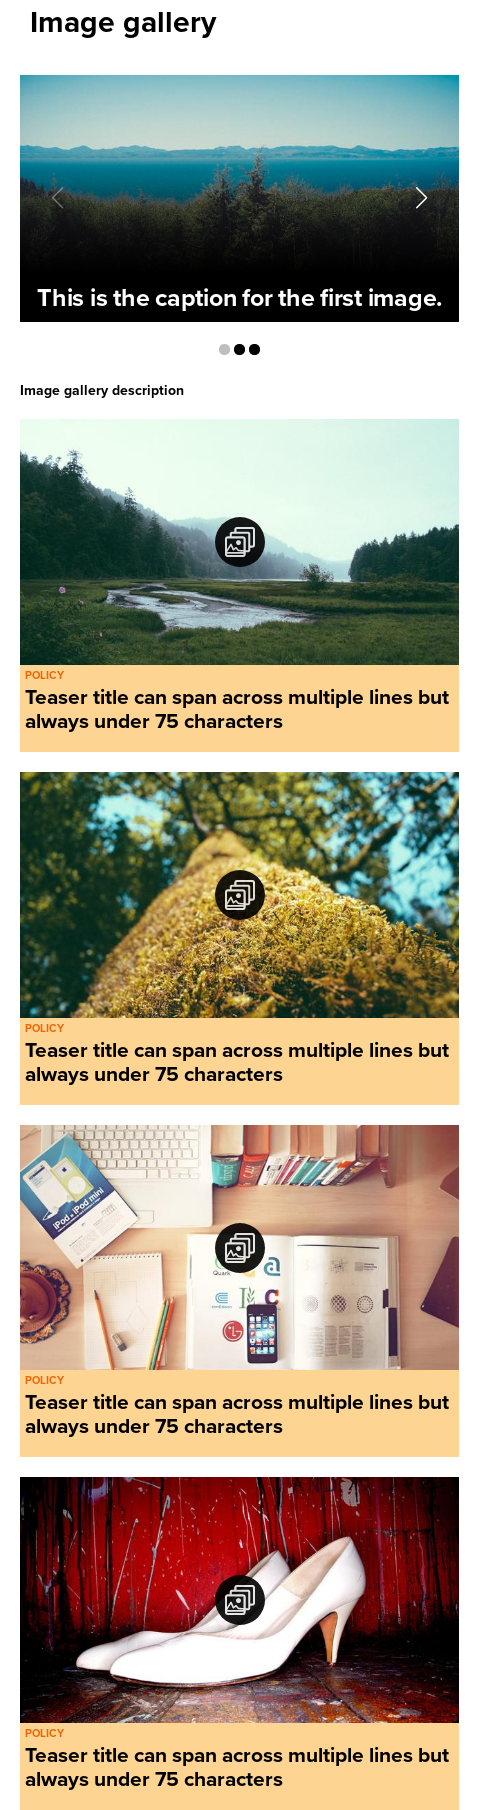 Image gallery
This is the caption for the first image.
Image gallery description
POLICY
Teaser title can span across multiple lines but
always under 75 characters
POLICY
Teaser title can span across multiple lines but
always under 75 characters
iPod & iPod mini
Quark
POLICY
Teaser title can span across multiple lines but
always under 75 characters
POLICY
Teaser title can span across multiple lines but
always under 75 characters